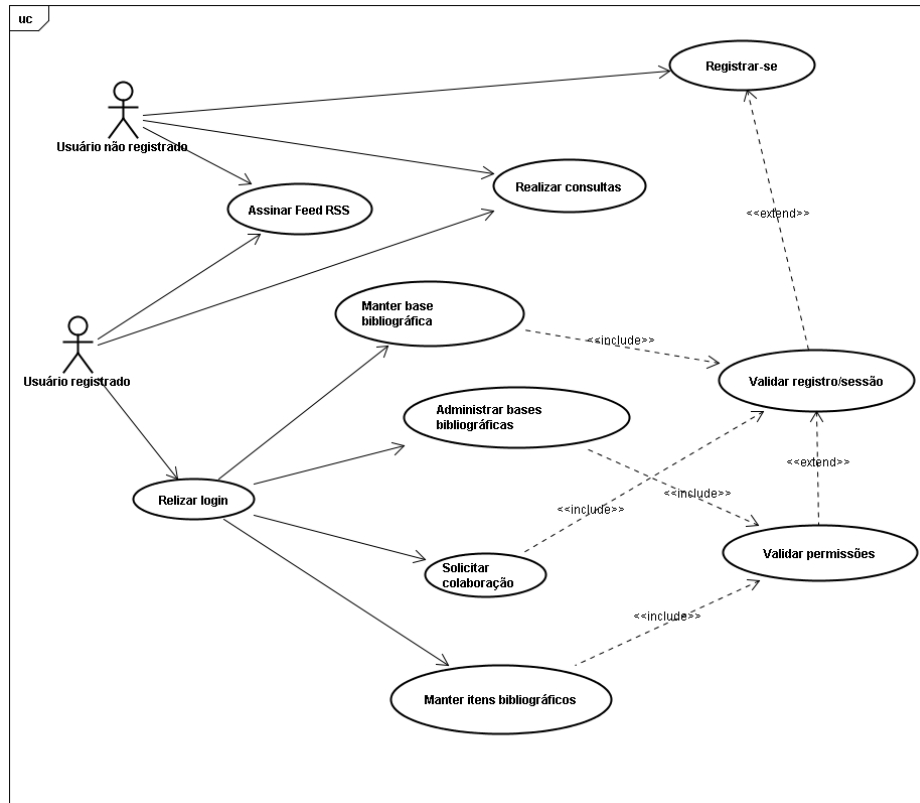 uc
Registrar-se
Usuário não registrado
Realizar consultas
Assinar Feed RSS
<<extend>>
Manter base
bibliográfica
<<include>>
Usuário registrado
Validar registro/sessão
Administrar bases
bibliográficas
<<extend>>
Relizar login
<<include>>
<<include>>
Validar permissões
Solicitar
colaboração
<<include>>
Manter itens bibliográficos